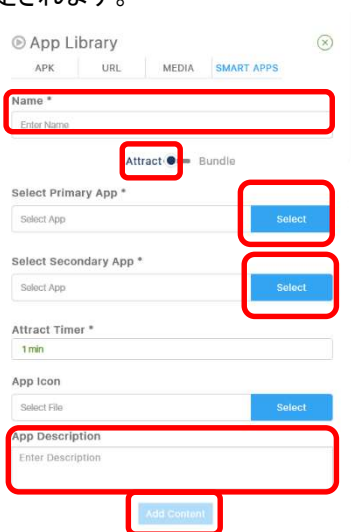 定されます。
App Library
APK URL MEDIA SMART APPS
Name *
Enter Name
Attract Bundle
Select Primary App *
Select App Select
Select Secondary App *
Select App Select
Attract Timer *
1 min
App Icon
Select File Select
App Description
Enter Description
Add Content